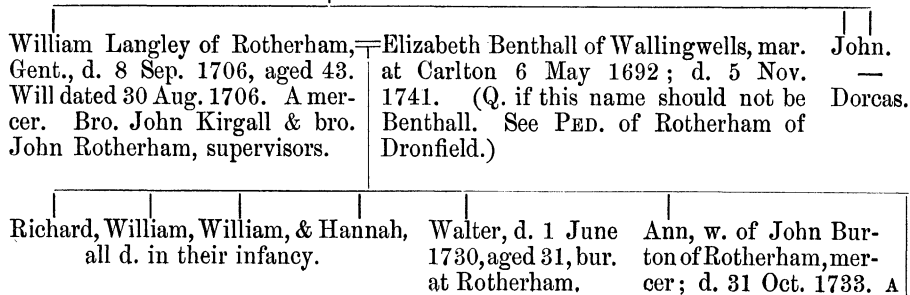 William Langley of Rotherham,
Gent., d. 8 Sep. 1706, aged 43.
Will dated 30 Aug. 1706. A mer-
cer. Bro. John Kirgall & bro.
John Rotherham, supervisors.
Elizabeth Benthall of Wallingwells, mar.
at Carlton 6 May 1692; d. 5 Nov.
1741. (Q. if this name should not be
Benthall. See PED. of Rotherham of
Dronfield.)
John.
—
Dorcas.
Richard, William, William, & Hannah,
all d. in their infancy.
Walter, d. 1 June
1730, aged 31, bur.
at Rotherham.
Ann, w. of John Bur-
ton of Rotherham, mer-
cer; d. 31 Oct. 1733. A